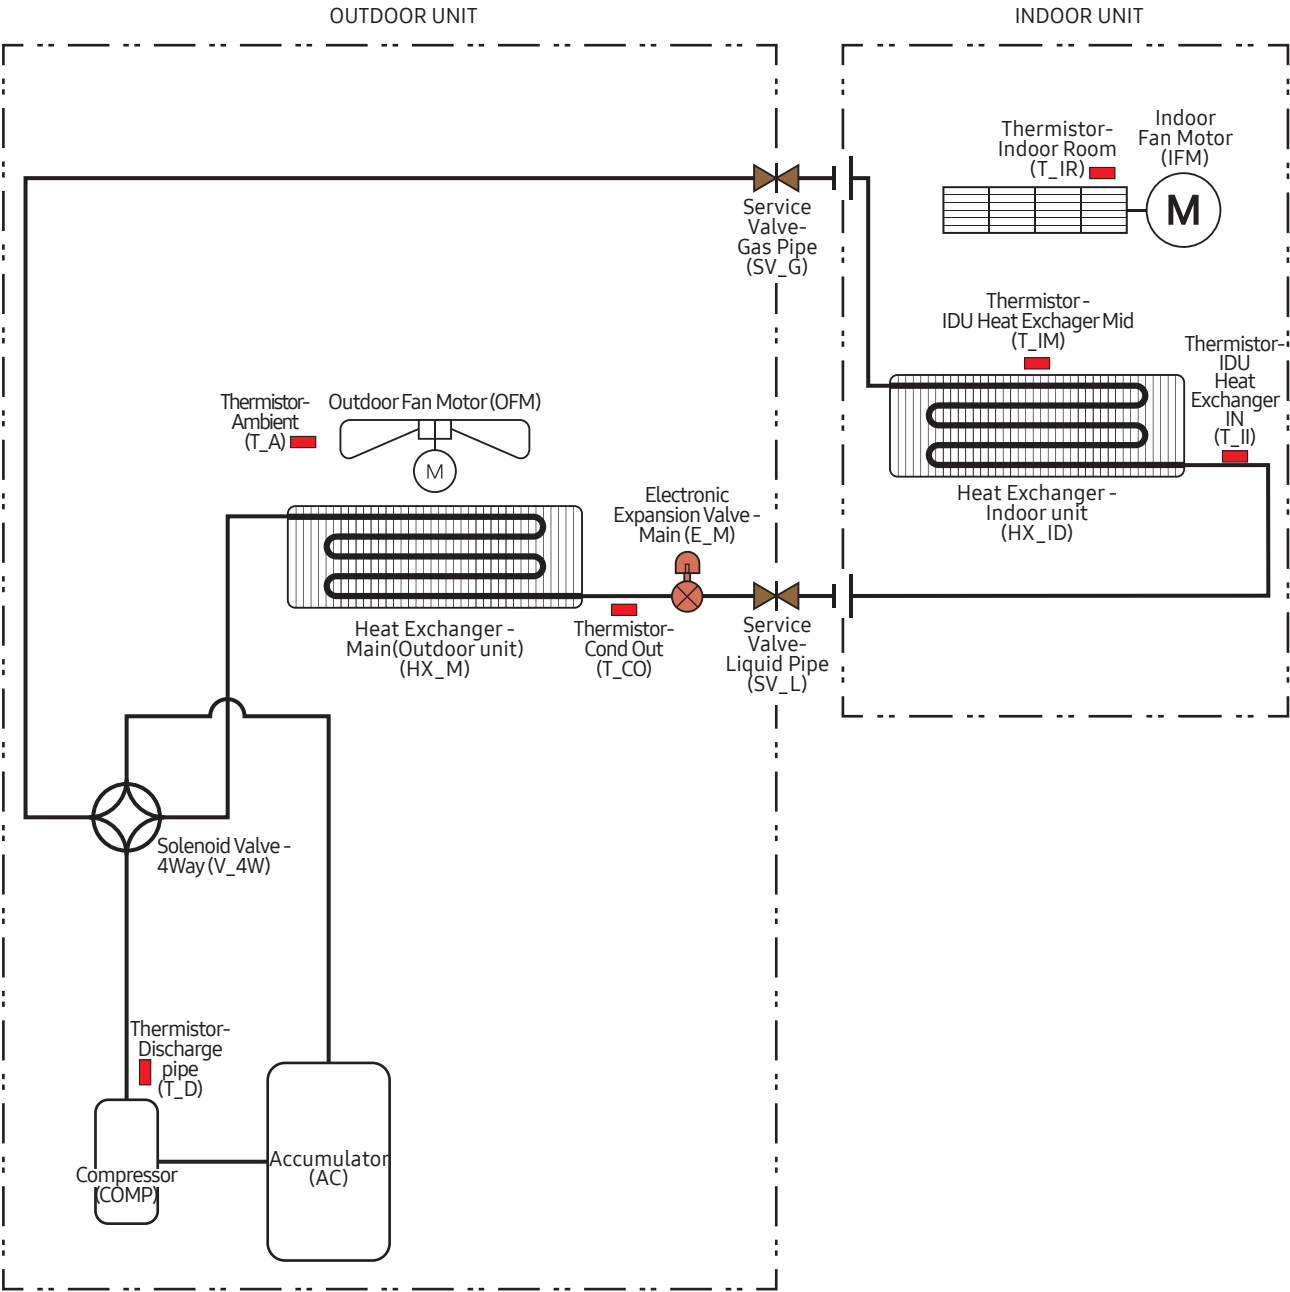 OUTDOOR UNIT
INDOOR UNIT
Thermistor-
Indoor Room
(T_IR)
Indoor
Fan Motor
(IFM)
M
Service
Valve-
Gas Pipe
(SV_G)
Thermistor -
IDU Heat Exchager Mid
(T_IM)
Thermistor-
IDU
Heat
Exchanger
IN
(T_II)
Thermistor-
Ambient
(T_A)
Outdoor Fan Motor (OFM)
M
Heat Exchanger -
Indoor unit
(HX_ID)
Electronic
Expansion Valve -
Main (E_M)
Heat Exchanger -
Main(Outdoor unit)
(HX_M)
Thermistor-
Cond Out
(T_CO)
Service
Valve-
Liquid Pipe
(SV_L)
Solenoid Valve -
4Way (V_4W)
Thermistor-
Discharge
pipe
(T_D)
Compressor
(COMP)
Accumulator
(AC)